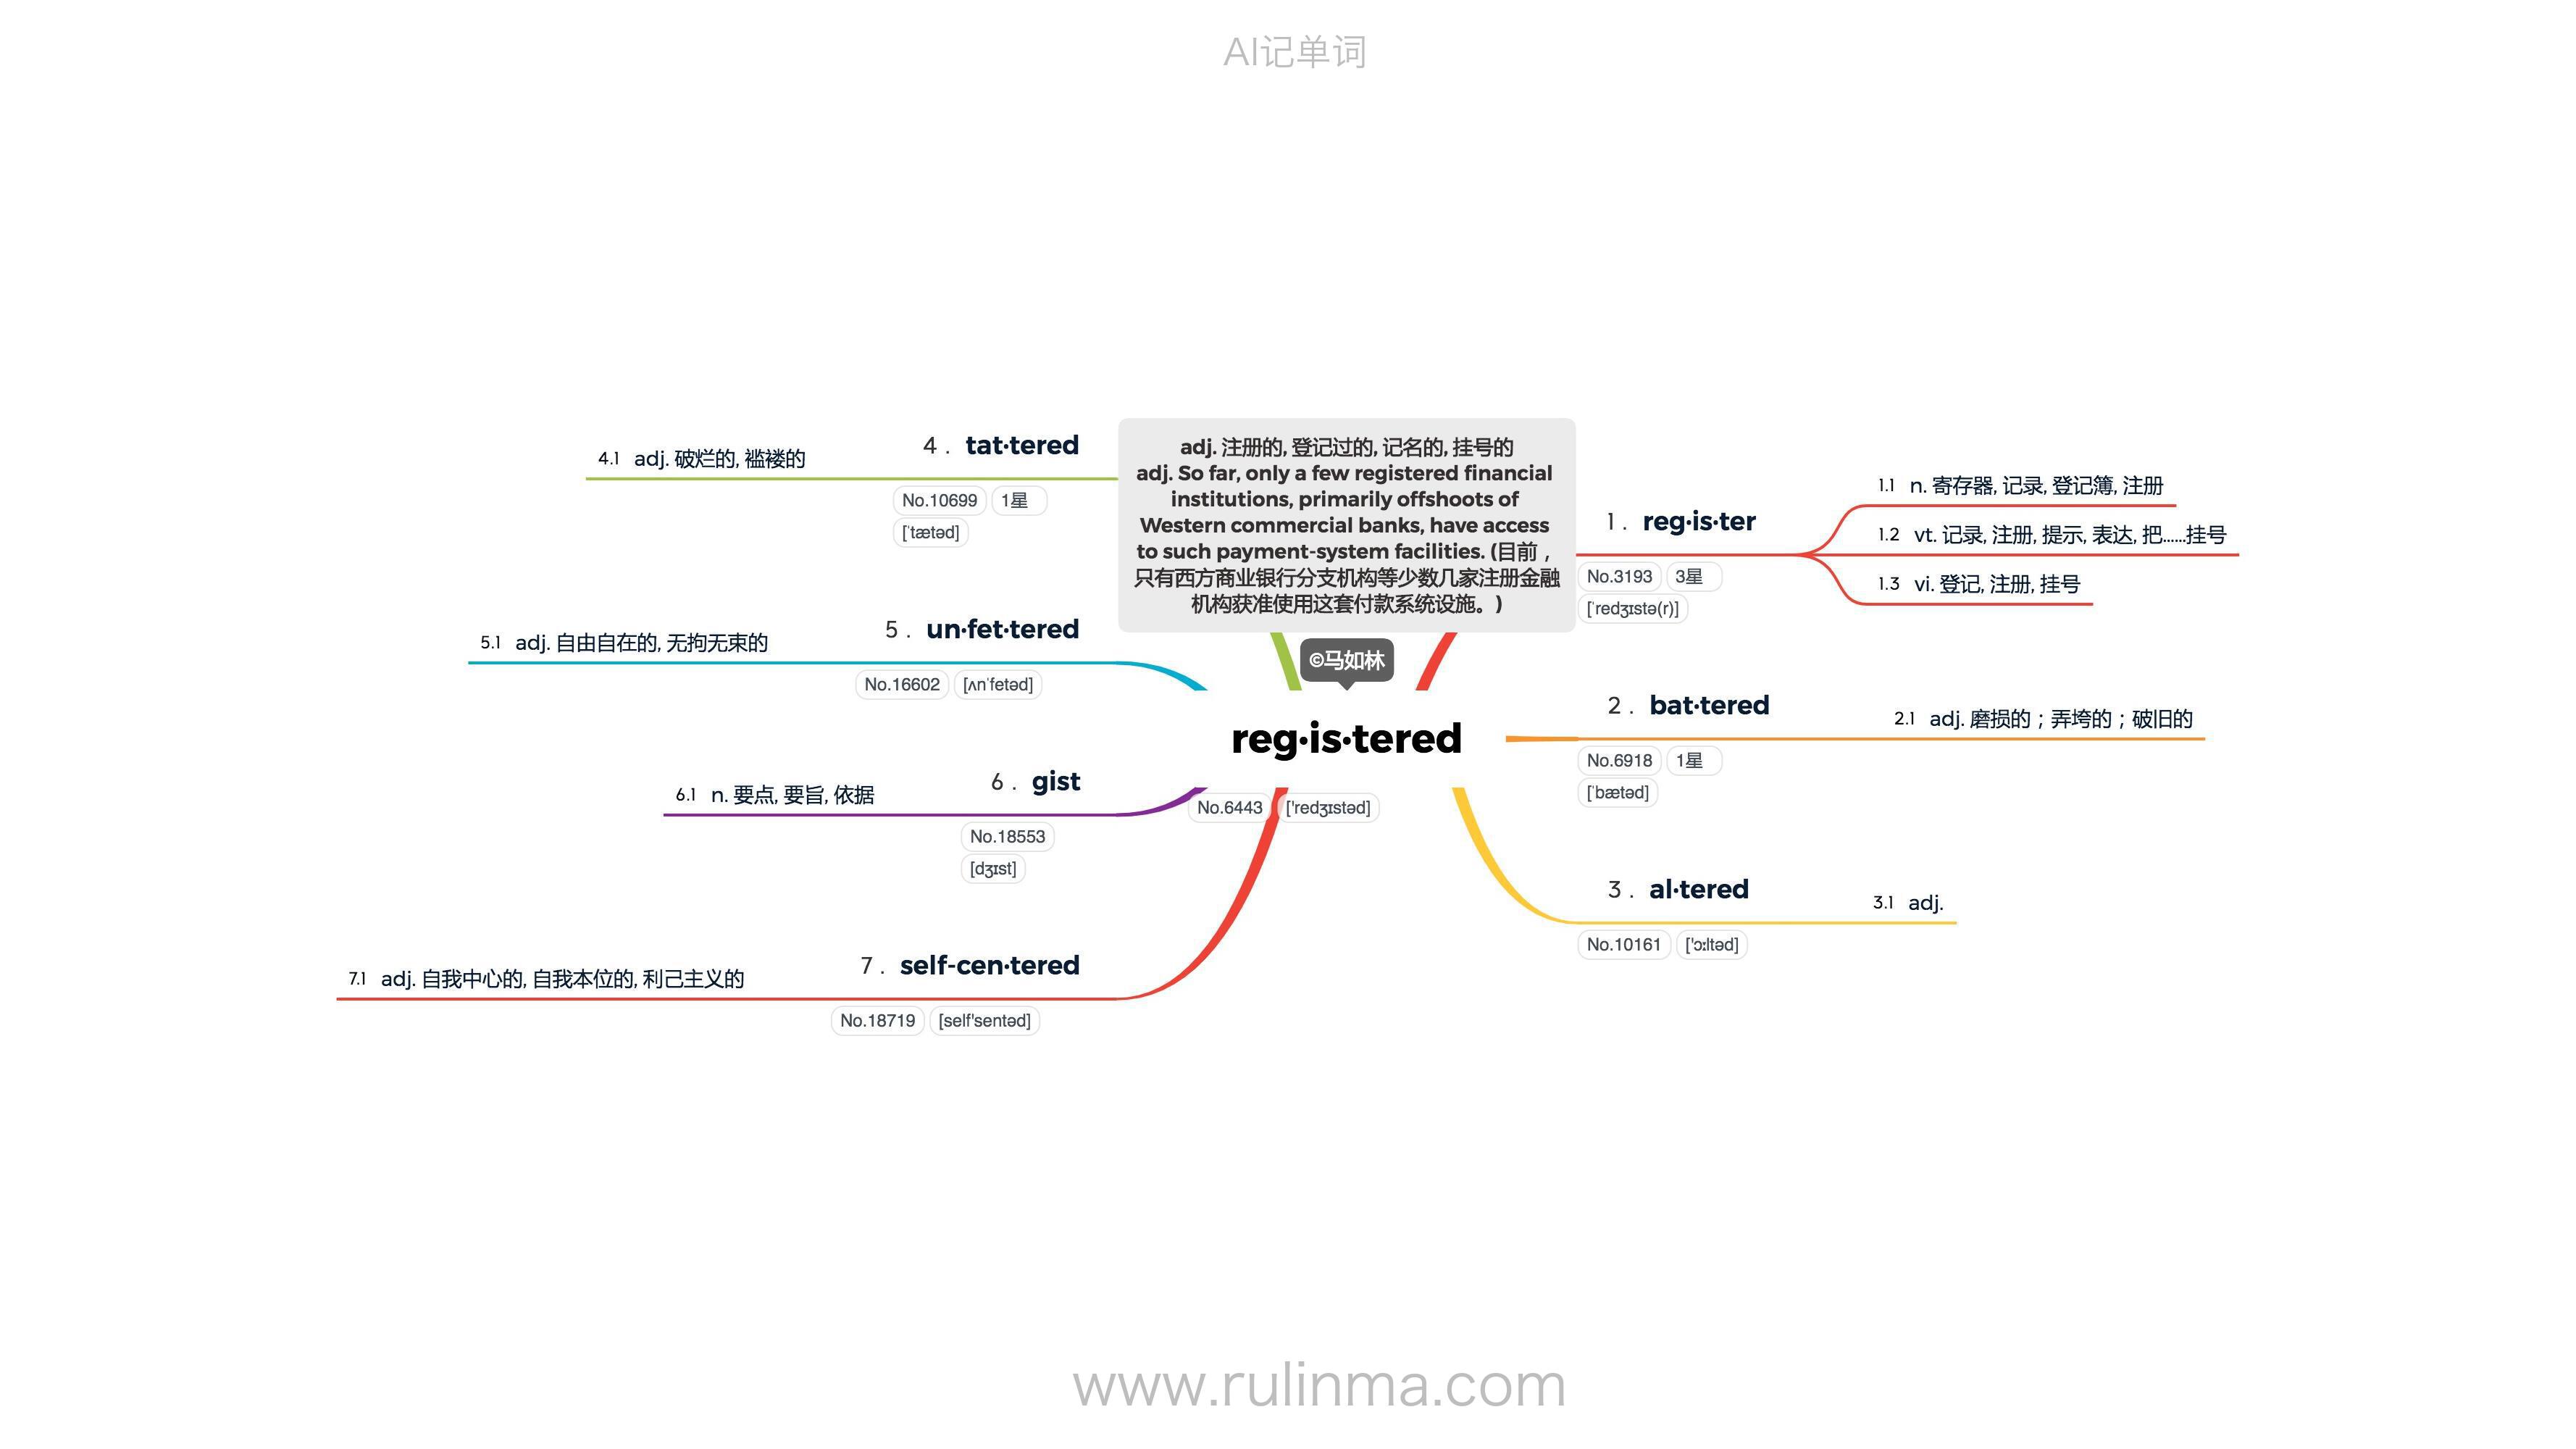 AI记单词
adj. 注册的, 登记过的, 记名的, 挂号的
adj. So far, only a few registered financial
institutions, primarily offshoots of
Western commercial banks, have access
to such payment-system facilities. (目前，
只有西方商业银行分支机构等少数几家注册金融
机构获准使用这套付款系统设施。)
©马如林
reg·is·tered
No.6443 ['redʒɪstəd]
1. reg·is·ter
No.3193 3星
[ˈredʒɪstə(r)]
1.1 n. 寄存器, 记录, 登记簿, 注册
1.2 vt. 记录, 注册, 提示, 表达, 把……挂号
1.3 vi. 登记, 注册, 挂号
2. bat·tered
No.6918 1星
[ˈbætəd]
2.1 adj. 磨损的；弄垮的；破旧的
3. al·tered
No.10161 ['ɔːltəd]
3.1 adj.
4. tat·tered
No.10699 1星
[ˈtætəd]
4.1 adj. 破烂的, 褴褛的
5. un·fet·tered
No.16602 [ʌnˈfetəd]
5.1 adj. 自由自在的, 无拘无束的
6. gist
No.18553
[dʒɪst]
6.1 n. 要点, 要旨, 依据
7. self-cen·tered
No.18719 [self'sentəd]
7.1 adj. 自我中心的, 自我本位的, 利己主义的
www.rulinma.com